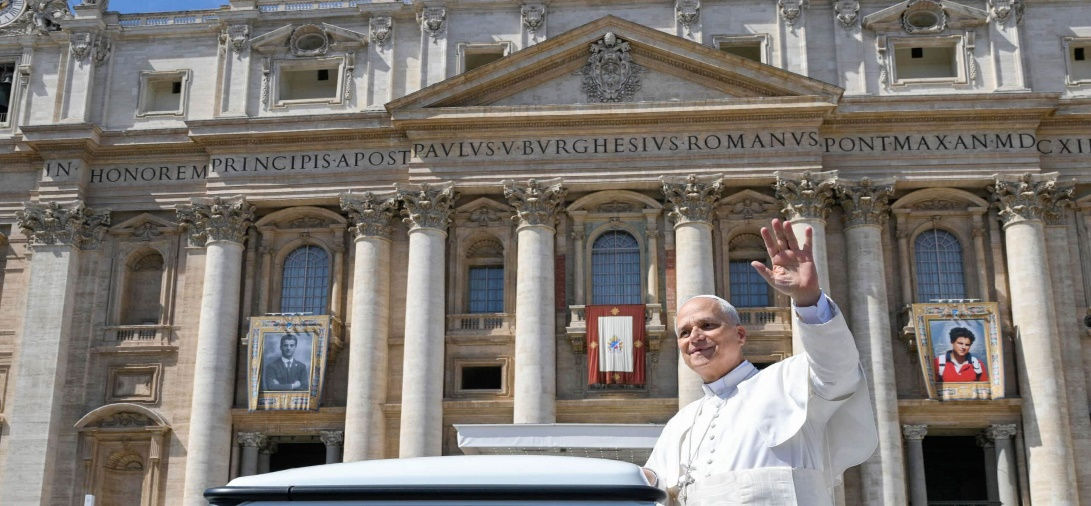 IN · HONOREM PRINCIPIS · APOST PAVLVS · V · BVRGHESIVS · ROMANVS · PONT · MAX · AN · MDCXII